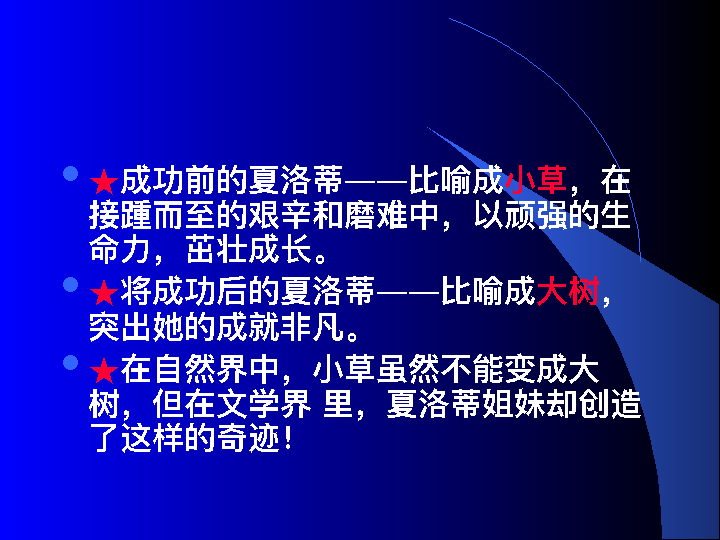 ★成功前的夏洛蒂——比喻成小草，在
接踵而至的艰辛和磨难中，以顽强的生
命力，茁壮成长。
★将成功后的夏洛蒂——比喻成大树，
突出她的成就非凡。
★在自然界中，小草虽然不能变成大
树，但在文学界 里，夏洛蒂姐妹却创造
了这样的奇迹！